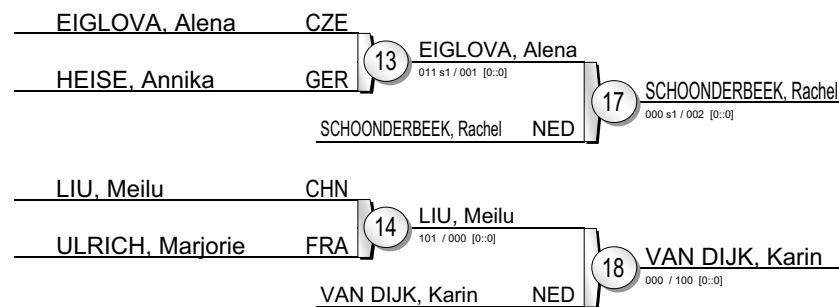 EIGLOVA, Alena CZE
13
EIGLOVA, Alena
011 s1 / 001 [0::0]
HEISE, Annika GER
17
SCHOONDERBEEK, Rachel
000 s1 / 002 [0::0]
SCHOONDERBEEK, Rachel NED
LIU, Meilu CHN
14
LIU, Meilu
101 / 000 [0::0]
ULRICH, Marjorie FRA
18
VAN DIJK, Karin
000 / 100 [0::0]
VAN DIJK, Karin NED